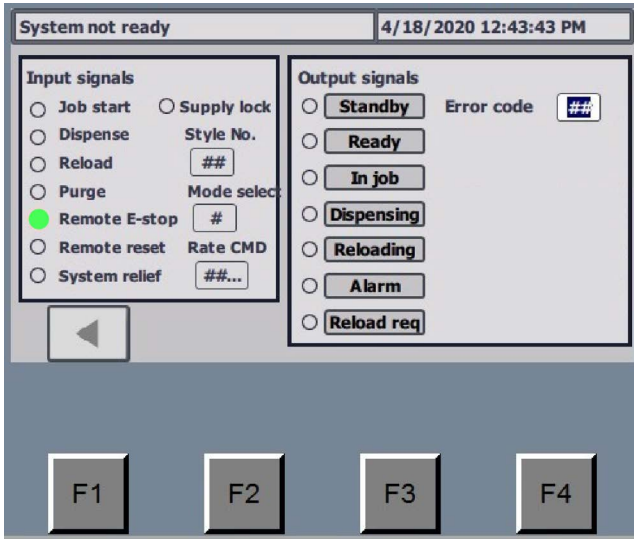 System not ready
4/18/2020 12:43:43 PM
Input signals
Job start
Supply lock
Dispense
Style No.
Reload
##
Purge
Mode select
Remote E-stop
#
Remote reset
Rate CMD
System relief
##...
Output signals
Standby
Error code
##
Ready
In job
Dispensing
Reloading
Alarm
Reload req
F1
F2
F3
F4